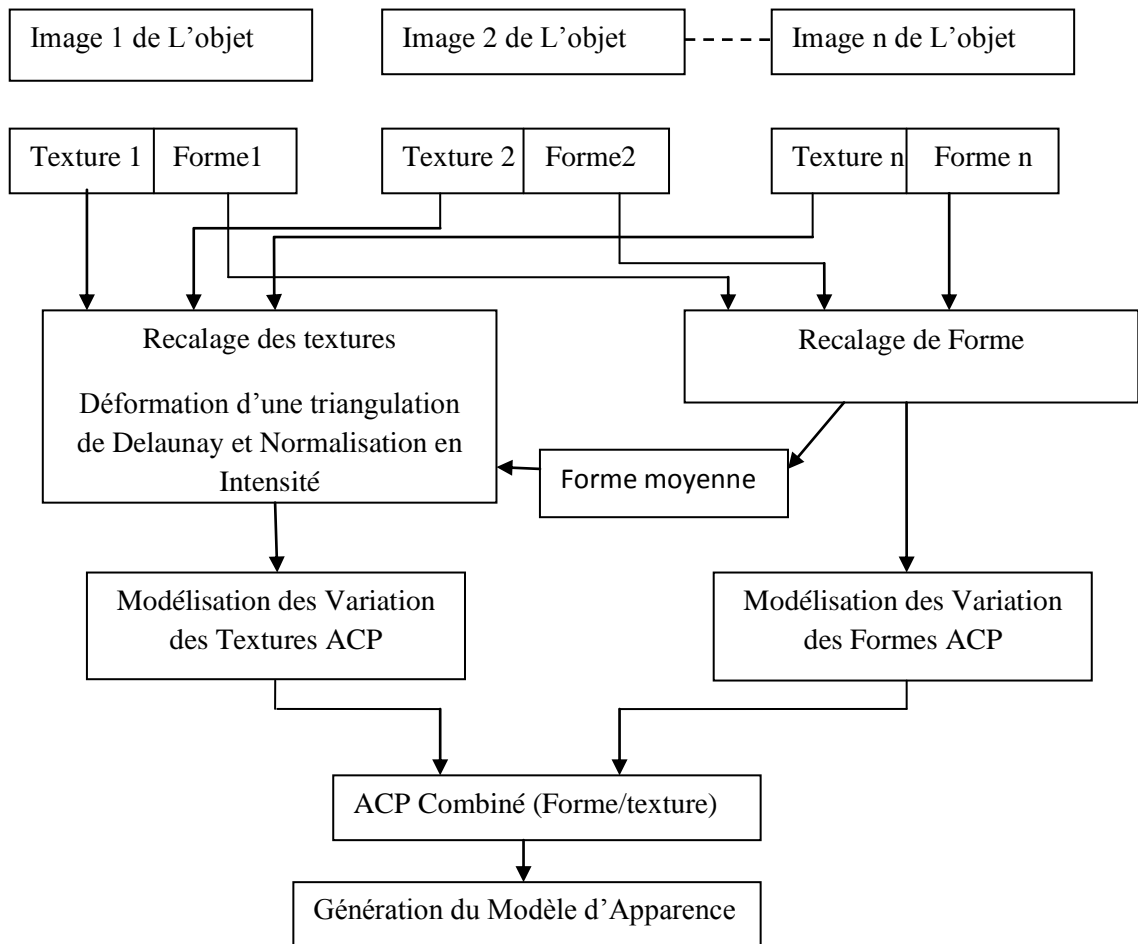 Image 1 de L'objet
Image 2 de L'objet
Image n de L'objet
Texture 1
Forme1
Texture 2
Forme2
Texture n
Forme n
Recalage des textures
Déformation d'une triangulation
de Delaunay et Normalisation en
Intensité
Recalage de Forme
Forme moyenne
Modélisation des Variation
des Textures ACP
Modélisation des Variation
des Formes ACP
ACP Combiné (Forme/texture)
Génération du Modèle d'Apparence